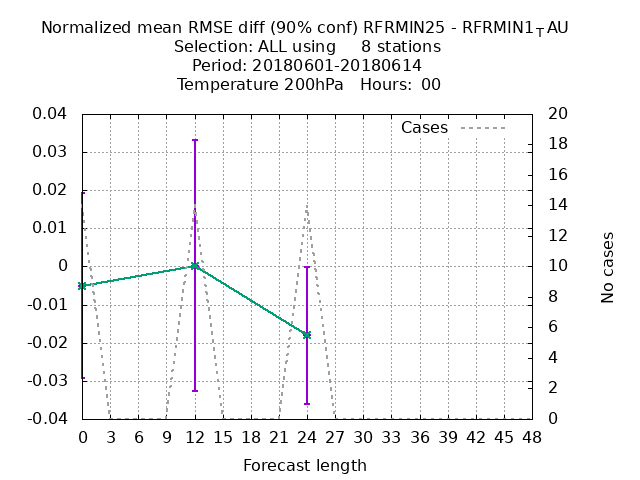 Normalized mean RMSE diff (90% conf) RFRMIN25 - RFRMIN1_TAU
Selection: ALL using     8 stations
Period: 20180601-20180614
Temperature 200hPa   Hours: 00
0.04
0.03
0.02
0.01
0
-0.01
-0.02
-0.03
-0.04
Cases
20
18
16
14
12
10
8
6
4
2
0
No cases
0 3 6 9 12 15 18 21 24 27 30 33 36 39 42 45 48
Forecast length